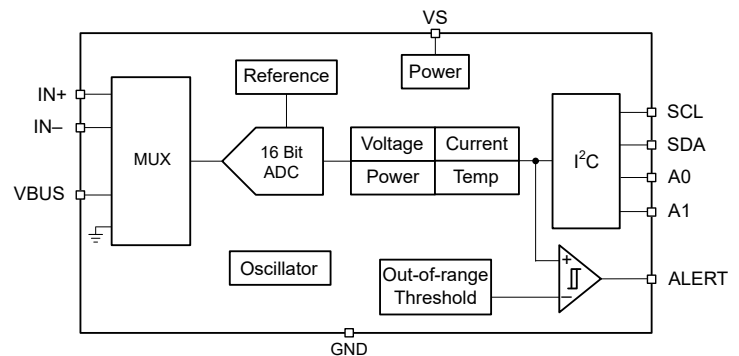 VS
Reference
Power
IN+
IN–
VBUS
MUX
16 Bit
ADC
Voltage
Current
Power
Temp
I²C
SCL
SDA
A0
A1
Oscillator
Out-of-range
Threshold
+
–
ALERT
GND